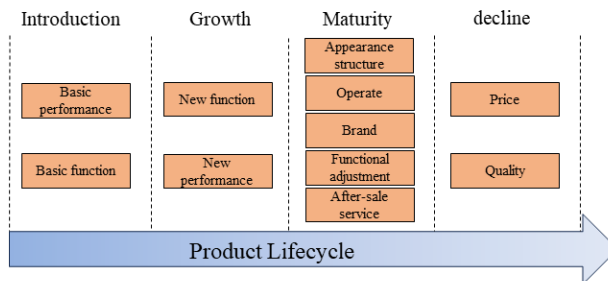 Introduction
Growth
Maturity
decline
Basic
performance
Basic function
New function
New
performance
Appearance
structure
Operate
Brand
Functional
adjustment
After-sale
service
Price
Quality
Product Lifecycle